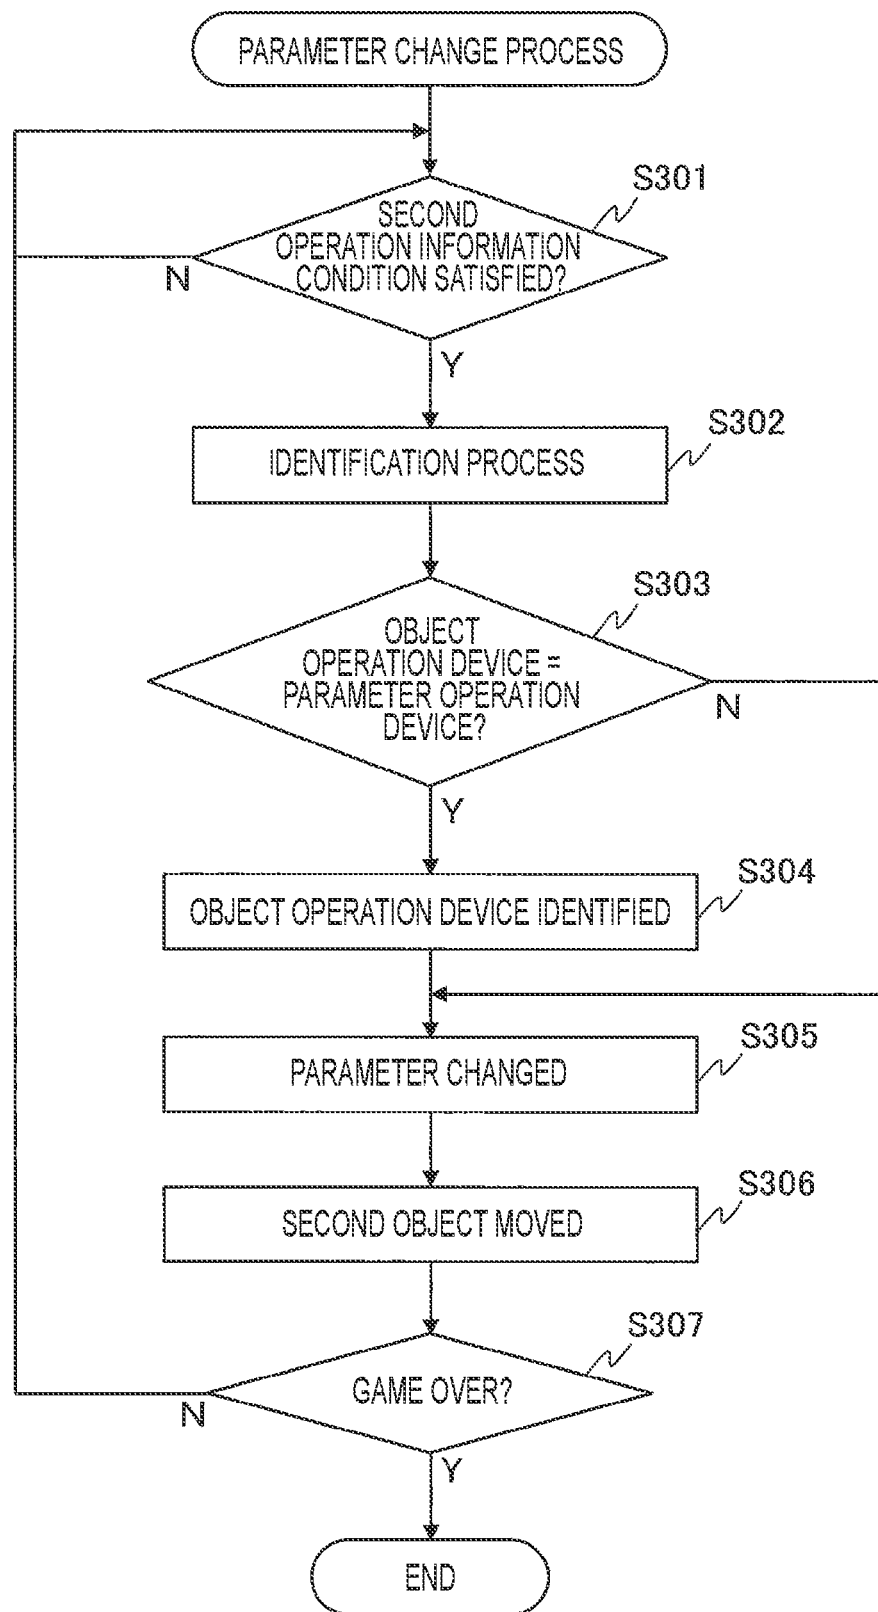 PARAMETER CHANGE PROCESS
S301
SECOND
OPERATION INFORMATION
CONDITION SATISFIED?
N
Y
S302
IDENTIFICATION PROCESS
S303
OBJECT
OPERATION DEVICE =
PARAMETER OPERATION
DEVICE?
N
Y
S304
OBJECT OPERATION DEVICE IDENTIFIED
S305
PARAMETER CHANGED
S306
SECOND OBJECT MOVED
S307
GAME OVER?
N
Y
END